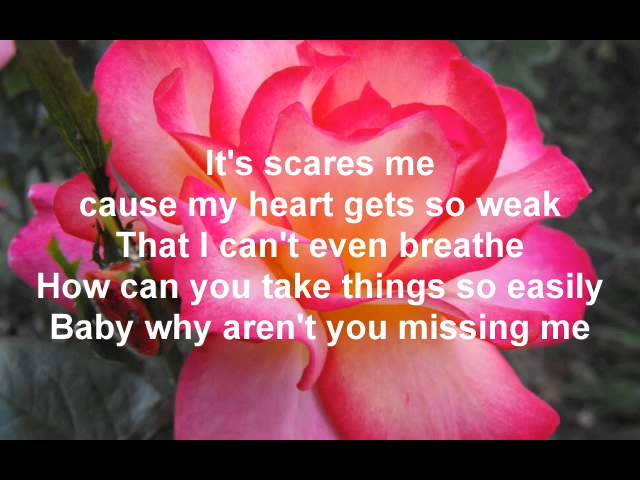 It's scares me
cause my heart gets so weak
That I can't even breathe
How can you take things so easily
Baby why aren't you missing me